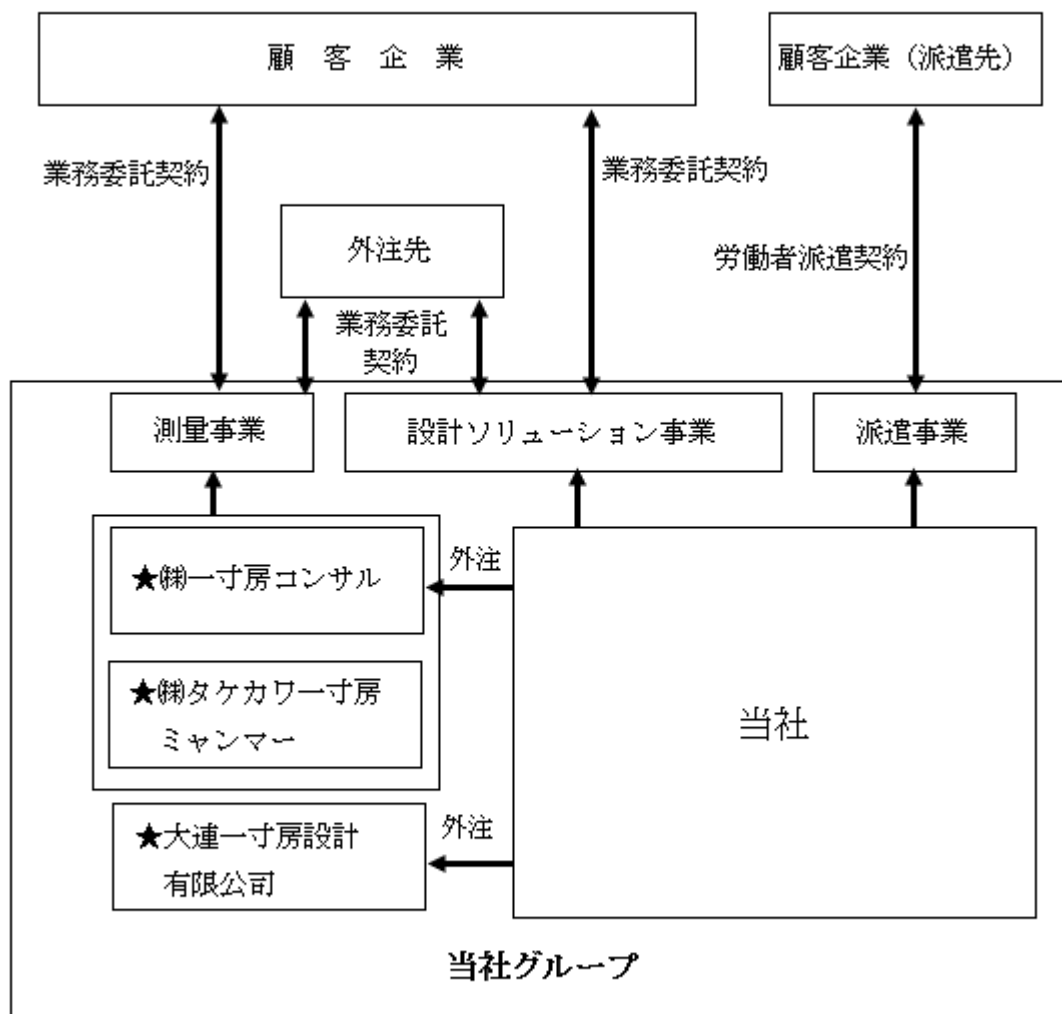 顧 客 企 業
顧客企業（派遣先）
業務委託契約
業務委託契約
外注先
労働者派遣契約
業務委託
契約
測量事業
設計ソリューション事業
派遣事業
外注
★㈱一寸房コンサル
★㈱タケカワ一寸房
ミャンマー
当社
外注
★大連一寸房設計
有限公司
当社グループ